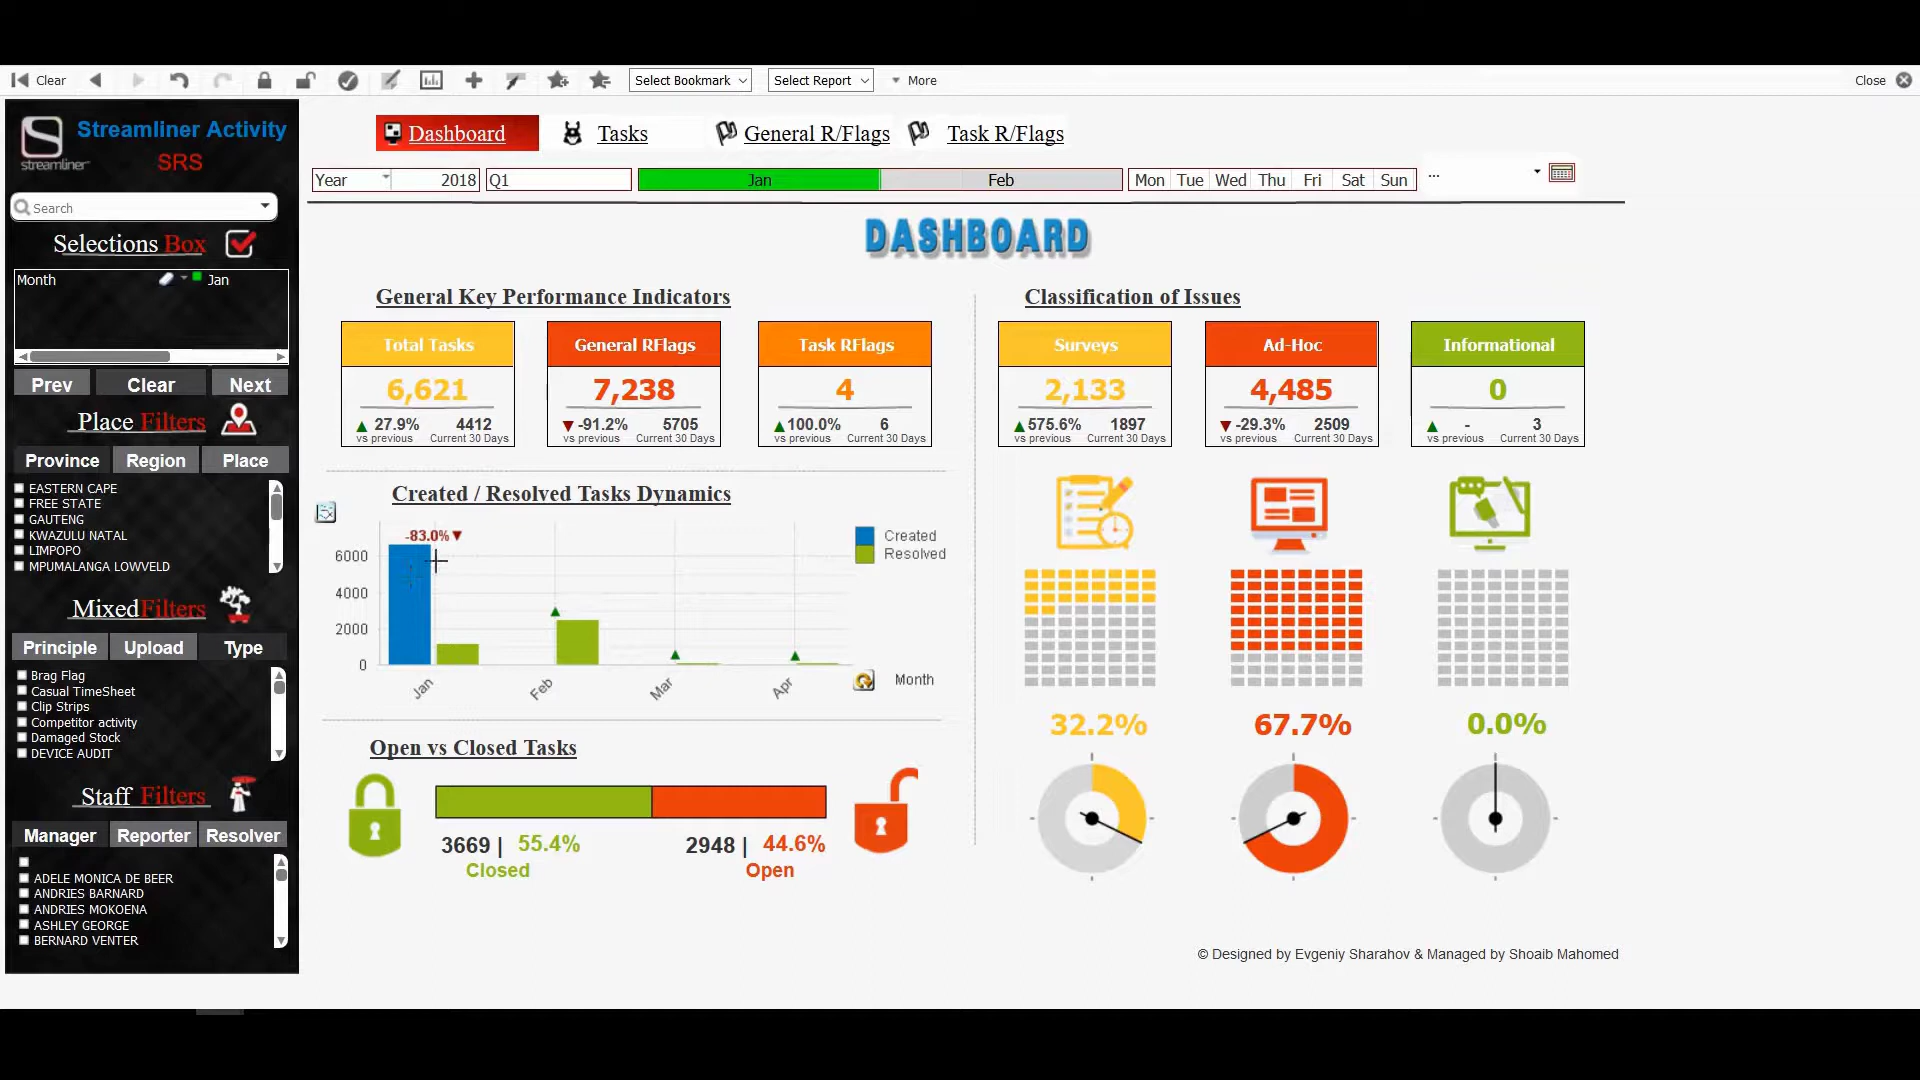 Clear
Select Bookmark
Select Report
More
Close
Streamliner Activity
SRS
streamliner
Search
Selections Box
Month Jan
Prev Clear Next
Place Filters
Province Region Place
EASTERN CAPE
FREE STATE
GAUTENG
KWAZULU NATAL
LIMPOPO
MPUMALANGA LOWVELD
Mixed Filters
Principle Upload Type
Brag Flag
Casual TimeSheet
Clip Strips
Competitor activity
Damaged Stock
DEVICE AUDIT
Staff Filters
Manager Reporter Resolver
ADELE MONICA DE BEER
ANDRIES BARNARD
ANDRIES MOKOENA
ASHLEY GEORGE
BERNARD VENTER
Dashboard Tasks General R/Flags Task R/Flags
Year 2018 Q1 Jan Feb Mon Tue Wed Thu Fri Sat Sun ...
DASHBOARD
General Key Performance Indicators
Total Tasks
6,621
27.9% 4412
vs previous Current 30 Days
General RFlags
7,238
-91.2% 5705
vs previous Current 30 Days
Task RFlags
4
100.0% 6
vs previous Current 30 Days
Created / Resolved Tasks Dynamics
-83.0%
6000
4000
2000
0
Jan Feb Mar Apr
Created
Resolved
Month
Open vs Closed Tasks
3669 | 55.4%
Closed
2948 | 44.6%
Open
Classification of Issues
Surveys
2,133
575.6% 1897
vs previous Current 30 Days
Ad-Hoc
4,485
-29.3% 2509
vs previous Current 30 Days
Informational
0
- 3
vs previous Current 30 Days
32.2% 67.7% 0.0%
© Designed by Evgeniy Sharahov & Managed by Shoaib Mahomed